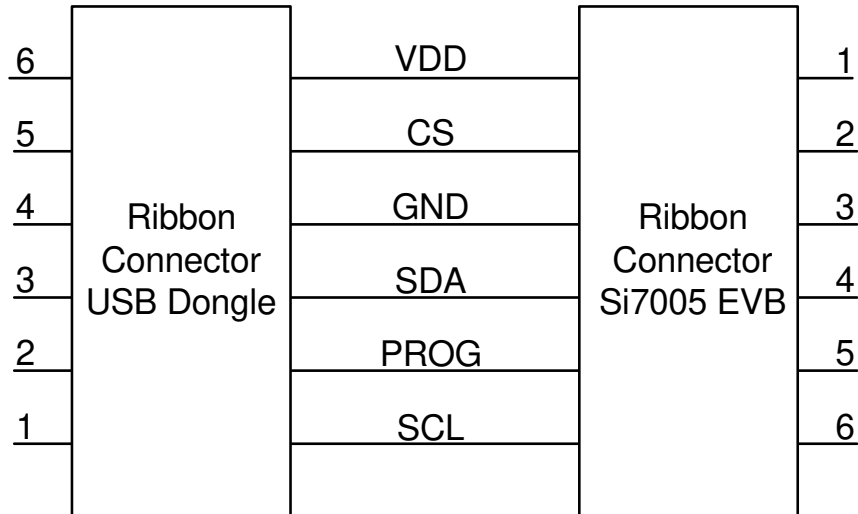 6 VDD 1
5 CS 2
4 GND 3
Ribbon
Connector
USB Dongle
Ribbon
Connector
Si7005 EVB
3 SDA 4
2 PROG 5
1 SCL 6